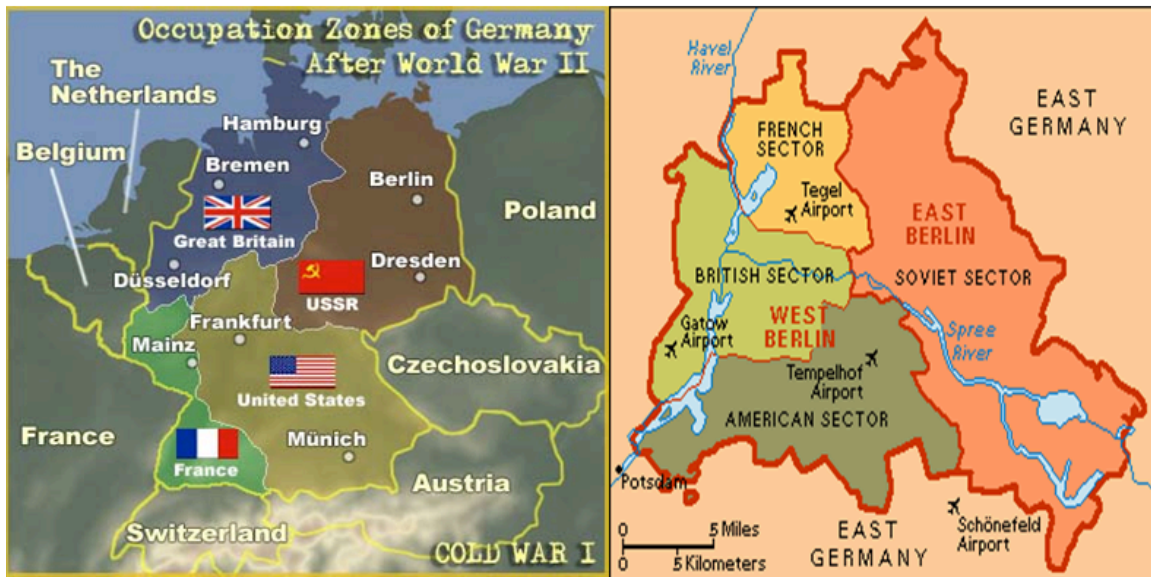 Occupation Zones of Germany
After World War II
The
Netherlands
Belgium
Hamburg
Bremen
Berlin
Poland
Great Britain
Düsseldorf
Dresden
USSR
Frankfurt
Mainz
Czechoslovakia
United States
France
Münich
France
Austria
Switzerland
COLD WAR I
Havel
River
EAST
GERMANY
FRENCH
SECTOR
Tegel
Airport
EAST
BERLIN
BRITISH SECTOR
SOVIET SECTOR
WEST
BERLIN
Gatow
Airport
Spree
River
Tempelhof
Airport
AMERICAN SECTOR
Potsdam
0 5 Miles
0 5 Kilometers
EAST
GERMANY
Schönefeld
Airport